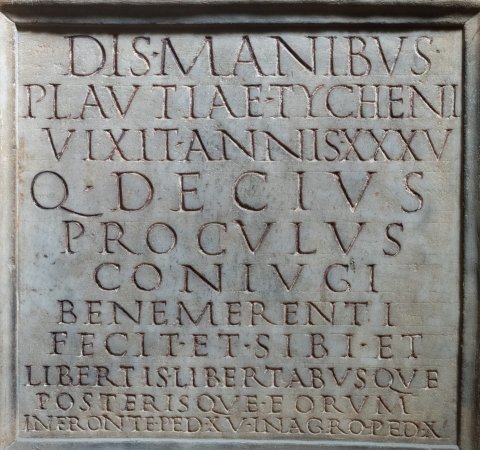 DIS·MANIBVS
PLAVTIAE·TYCHENI
VIXIT·ANNIS·XXXV
Q·DECIVS
PROCVLVS
CONIVGI
BENEMERENTI
FECIT·ET·SIBI·ET
LIBERTIS·LIBERTABVSQVE
POSTERISQVE·EORVM
INFRONTE·PED·XV·INAGRO·PED·X